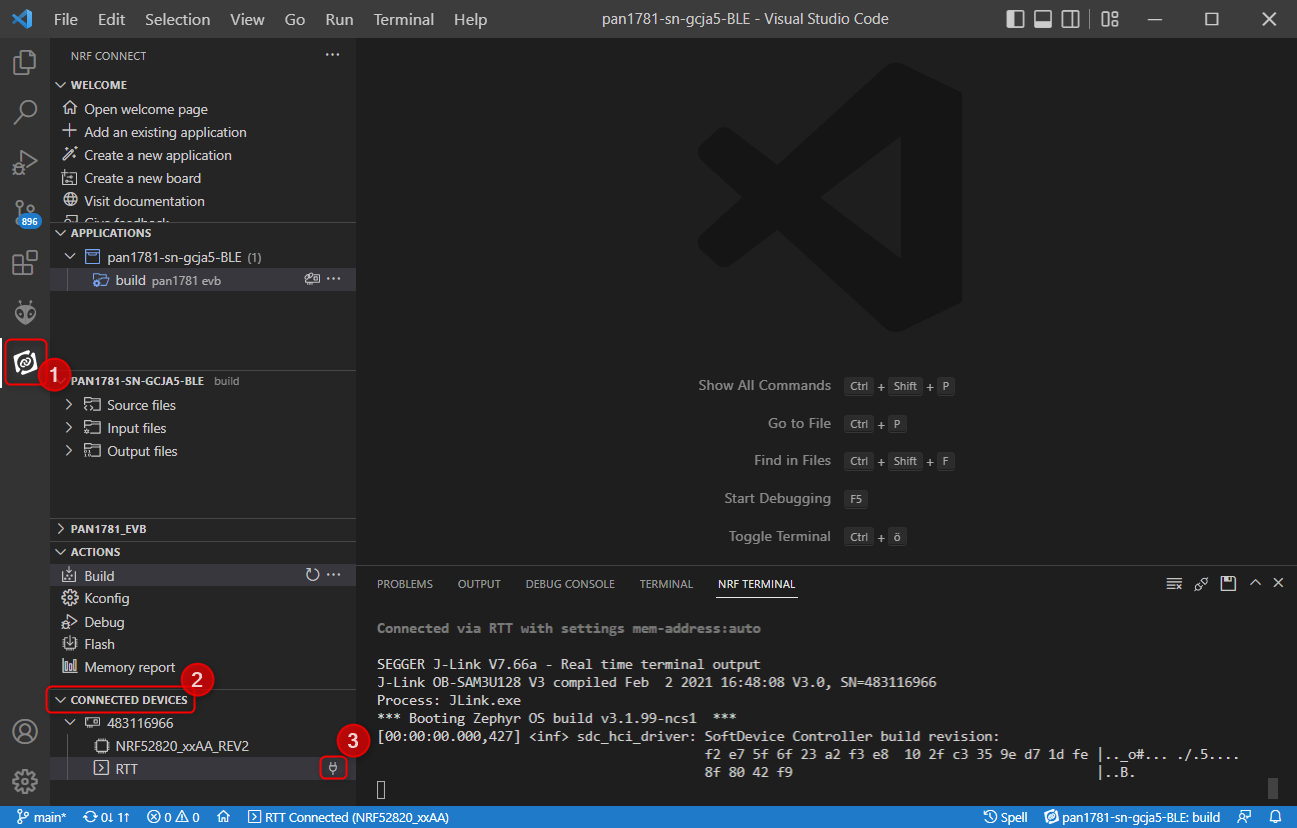 File Edit Selection View Go Run Terminal Help
pan1781-sn-gcja5-BLE - Visual Studio Code
NRF CONNECT
WELCOME
Open welcome page
Add an existing application
Create a new application
Create a new board
Visit documentation
Give feedback
896
APPLICATIONS
pan1781-sn-gcja5-BLE (1)
build pan1781 evb
1
PAN1781-SN-GCJA5-BLE build
Source files
Input files
Output files
PAN1781_EVB
ACTIONS
Build
Kconfig
Debug
Flash
Memory report
2
CONNECTED DEVICES
483116966
NRF52820_xxAA_REV2
3
RTT
Show All Commands Ctrl + Shift + P
Go to File Ctrl + P
Find in Files Ctrl + Shift + F
Start Debugging F5
Toggle Terminal Ctrl + ö
PROBLEMS OUTPUT DEBUG CONSOLE TERMINAL NRF TERMINAL
Connected via RTT with settings mem-address:auto
SEGGER J-Link V7.66a - Real time terminal output
J-Link OB-SAM3U128 V3 compiled Feb  2 2021 16:48:08 V3.0, SN=483116966
Process: JLink.exe
*** Booting Zephyr OS build v3.1.99-ncs1  ***
[00:00:00.000,427] <inf> sdc_hci_driver: SoftDevice Controller build revision:
f2 e7 5f 6f 23 a2 f3 e8  10 2f c3 35 9e d7 1d fe |.._o#... ./.5....
8f 80 42 f9 |..B.
main* 0↓ 1↑ 0 0 RTT Connected (NRF52820_xxAA) Spell pan1781-sn-gcja5-BLE: build